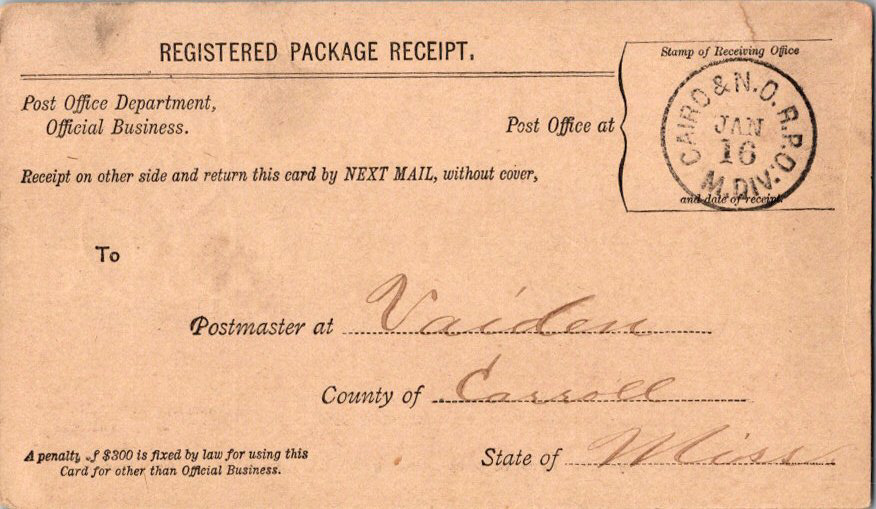 REGISTERED PACKAGE RECEIPT.
Stamp of Receiving Office
Post Office Department,
Official Business.
Post Office at
CAIRO & N.O. R.P.O. M.DIV.
JAN
16
and date of receipt.
Receipt on other side and return this card by NEXT MAIL, without cover,
To
Postmaster at Vaiden
County of Carroll
State of Miss
A penalty of $300 is fixed by law for using this
Card for other than Official Business.